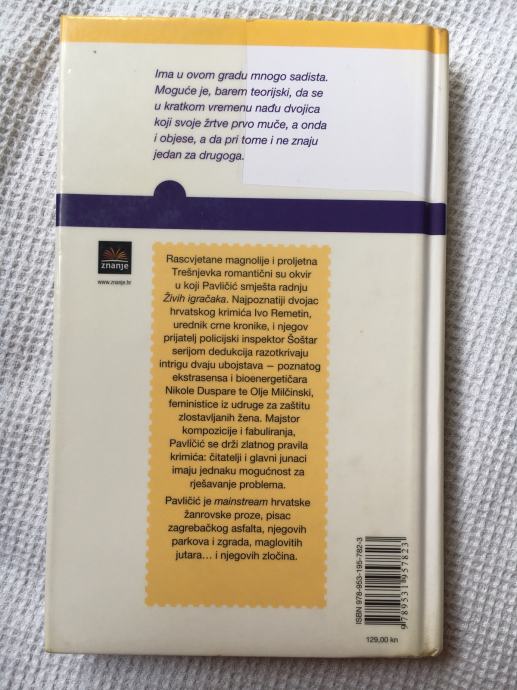 Ima u ovom gradu mnogo sadista.
Moguće je, barem teorijski, da se
u kratkom vremenu nađu dvojica
koji svoje žrtve prvo muče, a onda
i objese, a da pri tome i ne znaju
jedan za drugoga.
znanje
www.znanje.hr
Rascvjetane magnolije i proljetna
Trešnjevka romantični su okvir
u koji Pavličić smješta radnju
Živih igračaka. Najpoznatiji dvojac
hrvatskog krimića Ivo Remetin,
urednik crne kronike, i njegov
prijatelj policijski inspektor Šoštar
serijom dedukcija razotkrivaju
intrigu dvaju ubojstava — poznatog
ekstrasensa i bioenergetičara
Nikole Duspare te Olje Milčinski,
feministice iz udruge za zaštitu
zlostavljanih žena. Majstor
kompozicije i fabuliranja,
Pavličić se drži zlatnog pravila
krimića: čitatelji i glavni junaci
imaju jednaku mogućnost za
rješavanje problema.
Pavličić je mainstream hrvatske
žanrovske proze, pisac
zagrebačkog asfalta, njegovih
parkova i zgrada, maglovitih
jutara... i njegovih zločina.
ISBN 978-953-195-782-3
9 789531 957823
129,00 kn